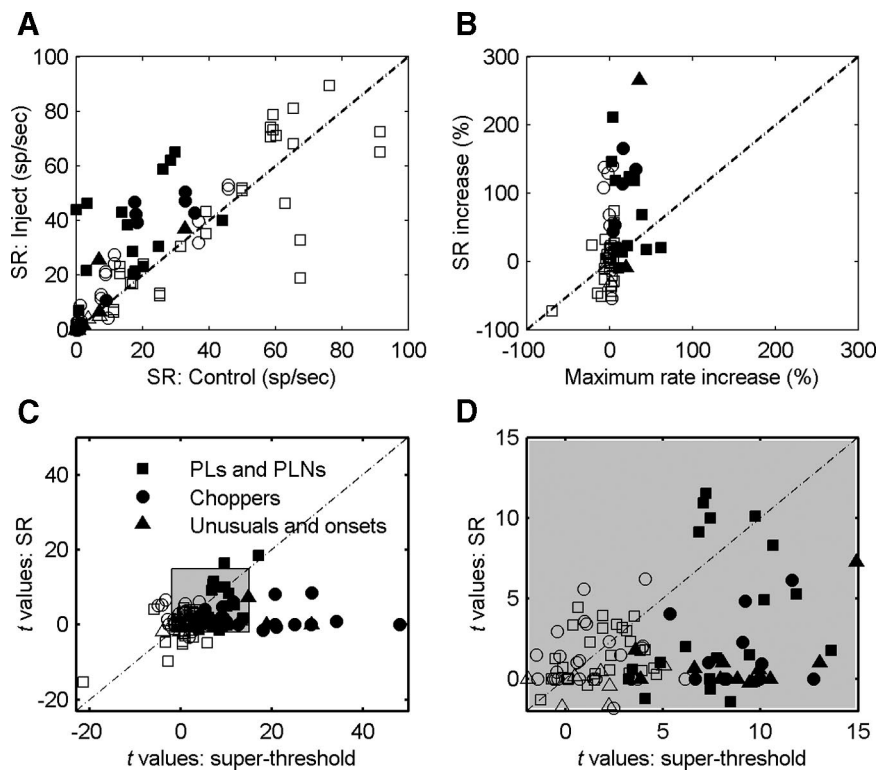 A
100
80
60
40
20
0
0 20 40 60 80 100
SR: Inject (sp/sec)
SR: Control (sp/sec)
B
300
200
100
0
-100
-100 0 100 200 300
SR increase (%)
Maximum rate increase (%)
C
40
20
0
-20
-20 0 20 40
t values: SR
t values: super-threshold
PLs and PLNs
Choppers
Unusuals and onsets
D
15
10
5
0
0 5 10 15
t values: SR
t values: super-threshold